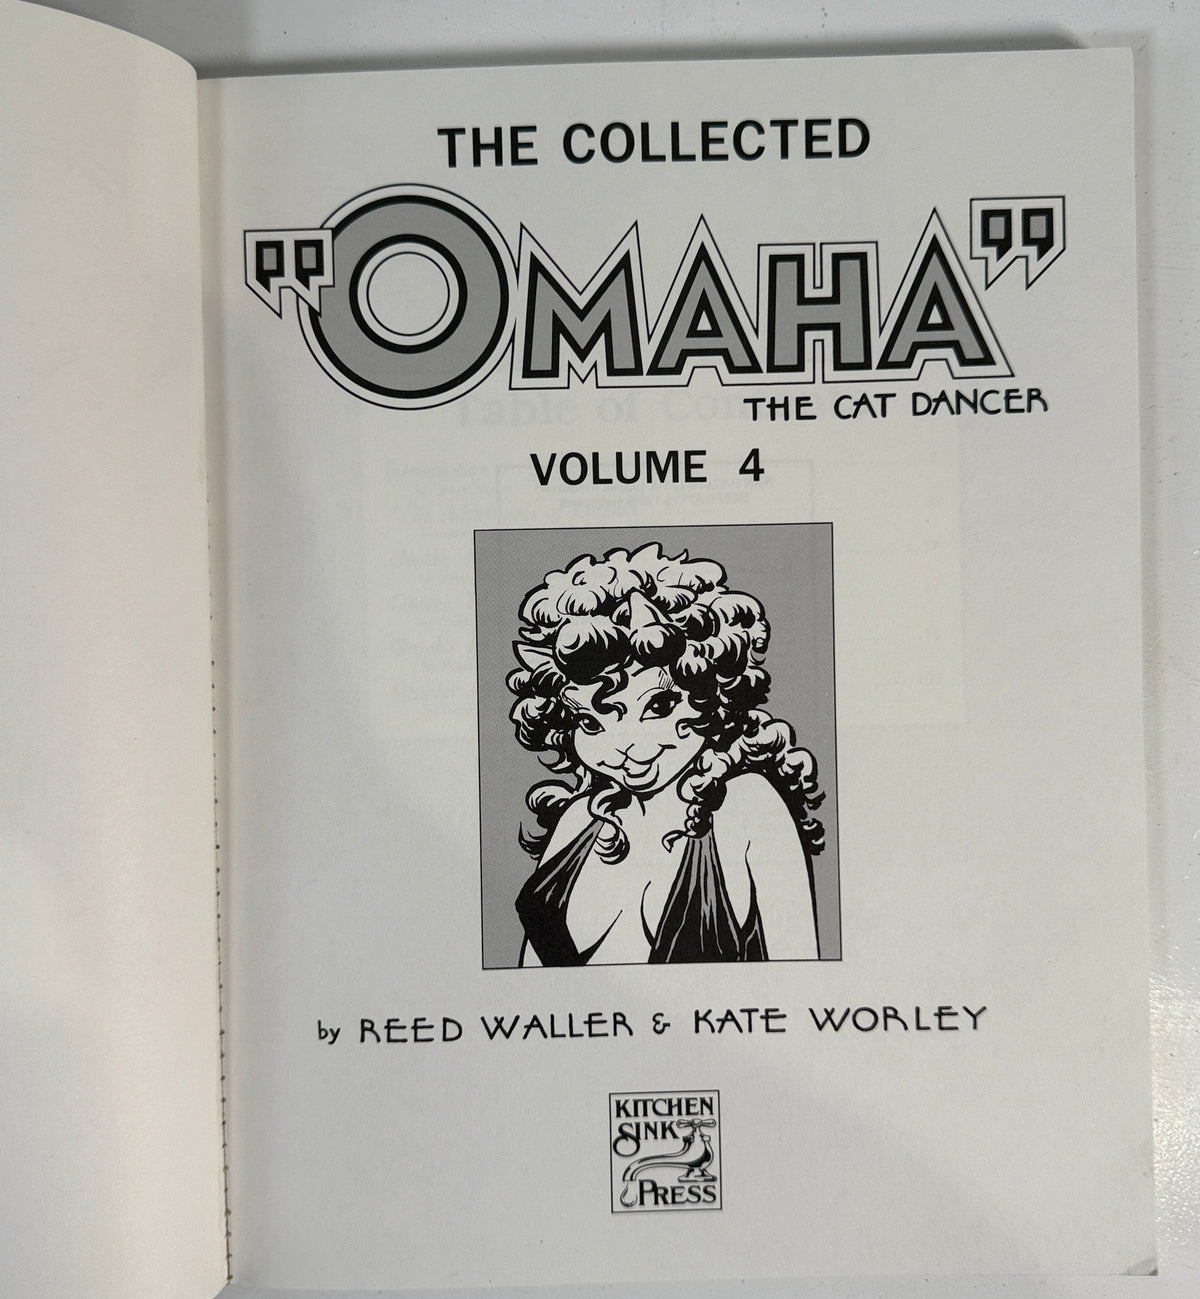 THE COLLECTED
"OMAHA"
THE CAT DANCER
VOLUME 4
by REED WALLER & KATE WORLEY
KITCHEN
SINK
PRESS